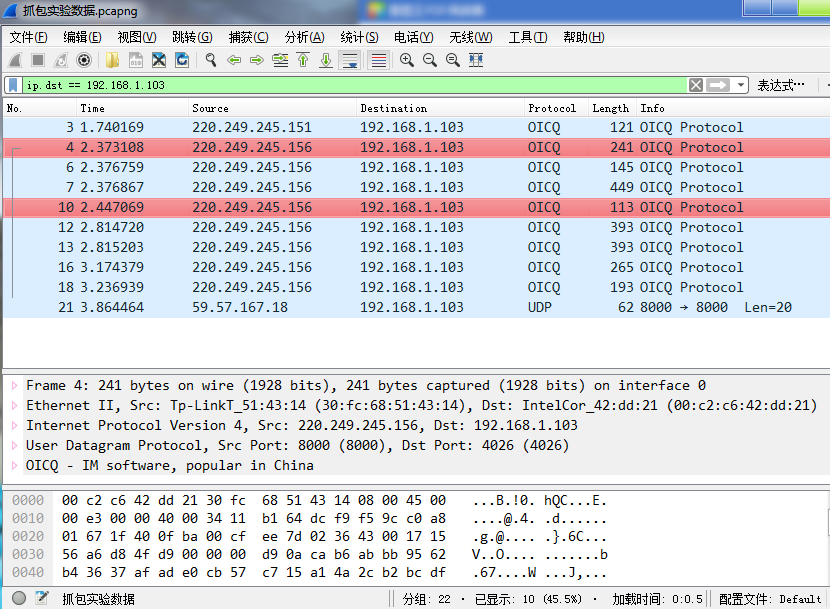 抓包实验数据.pcapng
文件(F) 编辑(E) 视图(V) 跳转(G) 捕获(C) 分析(A) 统计(S) 电话(Y) 无线(W) 工具(T) 帮助(H)
ip.dst == 192.168.1.103 表达式…
No. Time Source Destination Protocol Length Info
3 1.740169 220.249.245.151 192.168.1.103 OICQ 121 OICQ Protocol
4 2.373108 220.249.245.156 192.168.1.103 OICQ 241 OICQ Protocol
6 2.376759 220.249.245.156 192.168.1.103 OICQ 145 OICQ Protocol
7 2.376867 220.249.245.156 192.168.1.103 OICQ 449 OICQ Protocol
10 2.447069 220.249.245.156 192.168.1.103 OICQ 113 OICQ Protocol
12 2.814720 220.249.245.156 192.168.1.103 OICQ 393 OICQ Protocol
13 2.815203 220.249.245.156 192.168.1.103 OICQ 393 OICQ Protocol
16 3.174379 220.249.245.156 192.168.1.103 OICQ 265 OICQ Protocol
18 3.236939 220.249.245.156 192.168.1.103 OICQ 193 OICQ Protocol
21 3.864464 59.57.167.18 192.168.1.103 UDP 62 8000 → 8000 Len=20
Frame 4: 241 bytes on wire (1928 bits), 241 bytes captured (1928 bits) on interface 0
Ethernet II, Src: Tp-LinkT_51:43:14 (30:fc:68:51:43:14), Dst: IntelCor_42:dd:21 (00:c2:c6:42:dd:21)
Internet Protocol Version 4, Src: 220.249.245.156, Dst: 192.168.1.103
User Datagram Protocol, Src Port: 8000 (8000), Dst Port: 4026 (4026)
OICQ - IM software, popular in China
0000 00 c2 c6 42 dd 21 30 fc 68 51 43 14 08 00 45 00 ...B.!0. hQC...E.
0010 00 e3 00 00 40 00 34 11 b1 64 dc f9 f5 9c c0 a8 ....@.4. .d......
0020 01 67 1f 40 0f ba 00 cf ee 7d 02 36 43 00 17 15 .g.@.... .}.6C...
0030 56 a6 d8 4f d9 00 00 00 d9 0a ca b6 ab bb 95 62 V..O.... .......b
0040 b4 36 37 af ad e0 cb 57 c7 15 a1 4a 2c b2 bc df .67....W ...J,...
抓包实验数据 分组: 22 · 已显示: 10 (45.5%) · 加载时间: 0:0.5 配置文件: Default